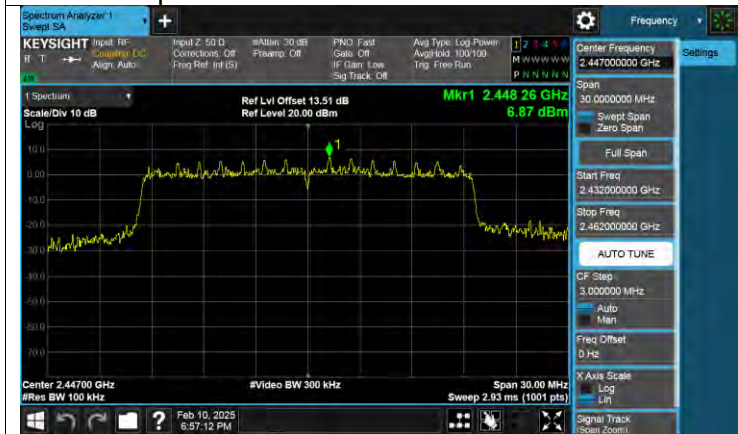 Spectrum Analyzer 1
Swept SA
+
Frequency
KEYSIGHT
R T
Input: RF
Coupling: DC
Align: Auto
Input Z: 50 Ω
Corrections: Off
Freq Ref: Int (S)
#Atten: 30 dB
Preamp: Off
PNO: Fast
Gate: Off
IF Gain: Low
Sig Track: Off
Avg Type: Log-Power
Avg|Hold: 100/100
Trig: Free Run
1 2 3 4 5 6
M W W W W W
P N N N N N
1 Spectrum
Scale/Div 10 dB
Log
Ref Lvl Offset 13.51 dB
Ref Level 20.00 dBm
Mkr1 2.448 26 GHz
6.87 dBm
1
10.0
0.00
-10.0
-20.0
-30.0
-40.0
-50.0
-60.0
-70.0
Center 2.44700 GHz
#Res BW 100 kHz
#Video BW 300 kHz
Span 30.00 MHz
Sweep 2.93 ms (1001 pts)
Center Frequency
2.447000000 GHz
Settings
Span
30.0000000 MHz
Swept Span
Zero Span
Full Span
Start Freq
2.432000000 GHz
Stop Freq
2.462000000 GHz
AUTO TUNE
CF Step
3.000000 MHz
Auto
Man
Freq Offset
0 Hz
X Axis Scale
Log
Lin
Signal Track
(Span Zoom)
?
Feb 10, 2025
6:57:12 PM